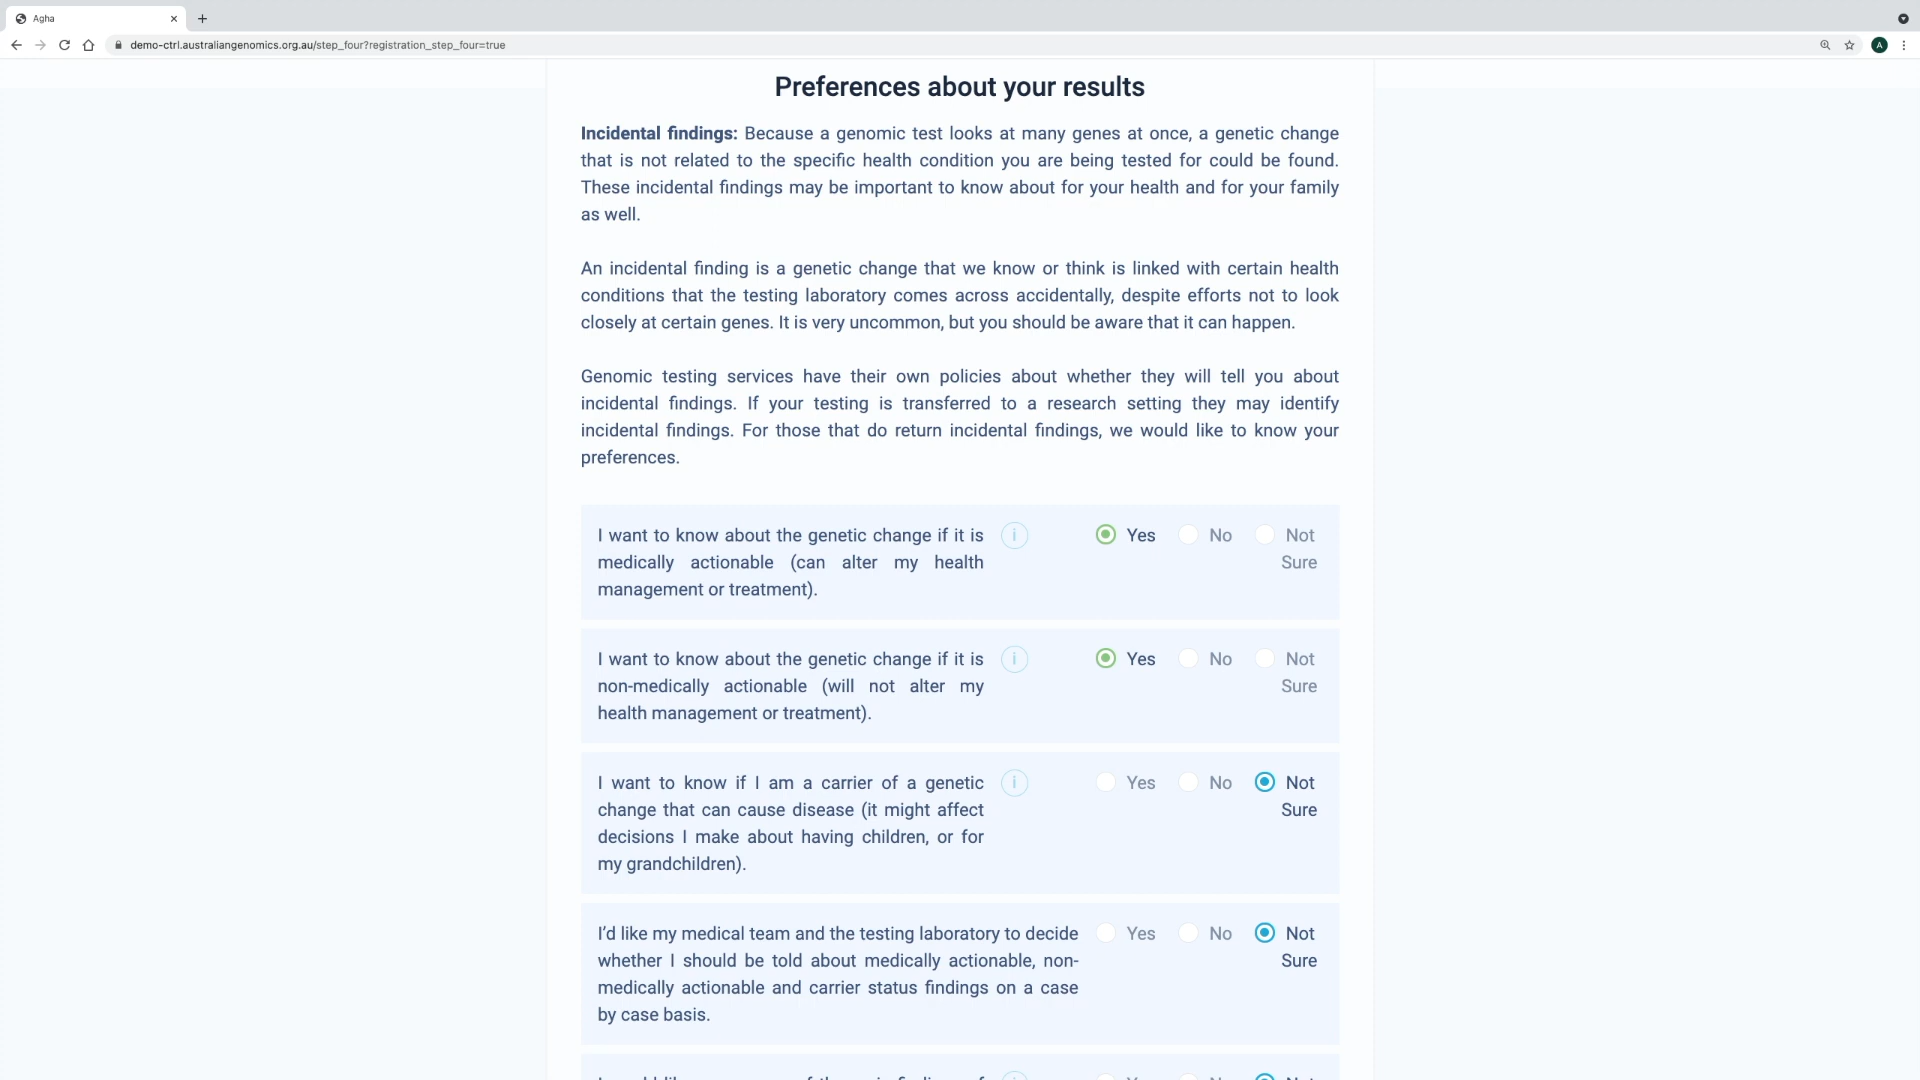 Agha
demo-ctrl.australiangenomics.org.au/step_four?registration_step_four=true
A
Preferences about your results
Incidental findings: Because a genomic test looks at many genes at once, a genetic change
that is not related to the specific health condition you are being tested for could be found.
These incidental findings may be important to know about for your health and for your family
as well.
An incidental finding is a genetic change that we know or think is linked with certain health
conditions that the testing laboratory comes across accidentally, despite efforts not to look
closely at certain genes. It is very uncommon, but you should be aware that it can happen.
Genomic testing services have their own policies about whether they will tell you about
incidental findings. If your testing is transferred to a research setting they may identify
incidental findings. For those that do return incidental findings, we would like to know your
preferences.
I want to know about the genetic change if it is i Yes No Not
medically actionable (can alter my health Sure
management or treatment).
I want to know about the genetic change if it is i Yes No Not
non-medically actionable (will not alter my Sure
health management or treatment).
I want to know if I am a carrier of a genetic i Yes No Not
change that can cause disease (it might affect Sure
decisions I make about having children, or for
my grandchildren).
I'd like my medical team and the testing laboratory to decide Yes No Not
whether I should be told about medically actionable, non- Sure
medically actionable and carrier status findings on a case
by case basis.